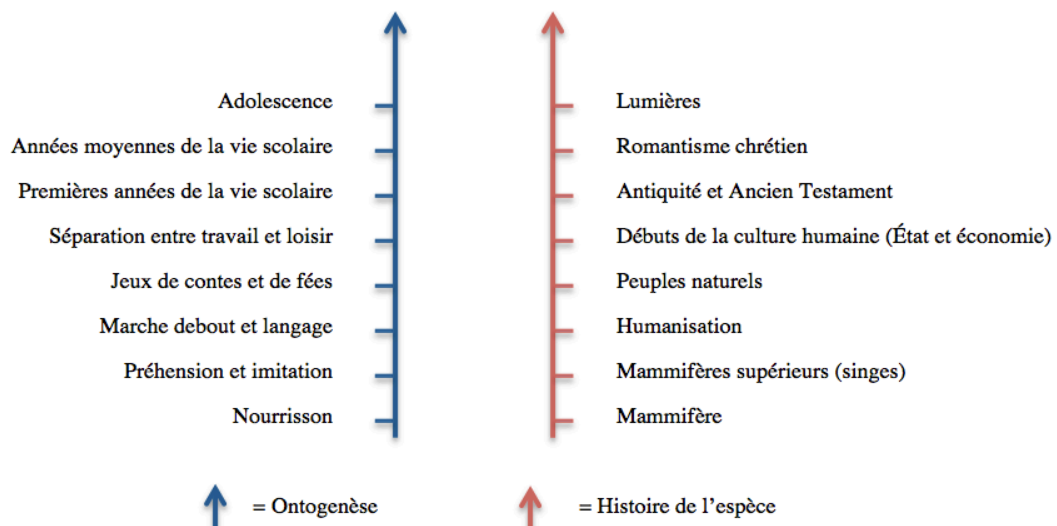 Adolescence
Lumières
Années moyennes de la vie scolaire
Romantisme chrétien
Premières années de la vie scolaire
Antiquité et Ancien Testament
Séparation entre travail et loisir
Débuts de la culture humaine (État et économie)
Jeux de contes et de fées
Peuples naturels
Marche debout et langage
Humanisation
Préhension et imitation
Mammifères supérieurs (singes)
Nourrisson
Mammifère
= Ontogenèse
= Histoire de l’espèce